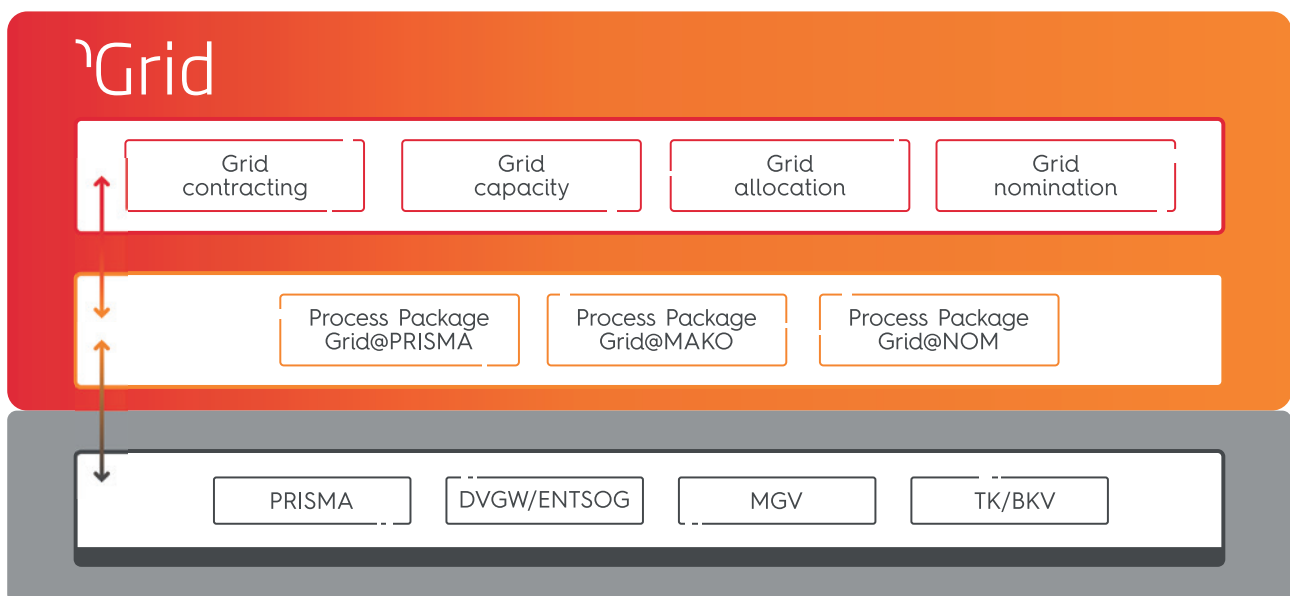 Grid
Grid
contracting
Grid
capacity
Grid
allocation
Grid
nomination
Process Package
Grid@PRISMA
Process Package
Grid@MAKO
Process Package
Grid@NOM
PRISMA
DVGW/ENTSOG
MGV
TK/BKV